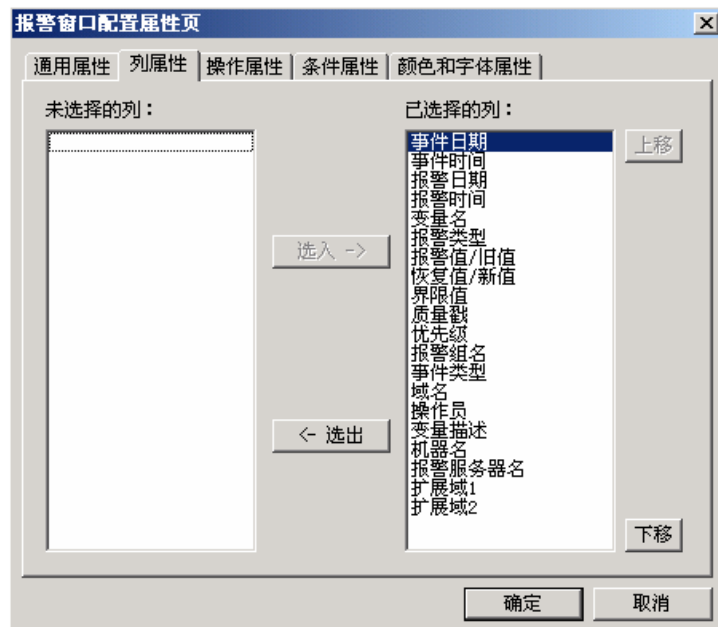 报警窗口配置属性页
通用属性 列属性 操作属性 条件属性 颜色和字体属性
未选择的列：
已选择的列：
事件日期
事件时间
报警日期
报警时间
变量名
报警类型
报警值/旧值
恢复值/新值
界限值
质量戳
优先级
报警组名
事件类型
域名
操作员
变量描述
机器名
报警服务器名
扩展域1
扩展域2
选入 ->
<- 选出
上移
下移
确定 取消